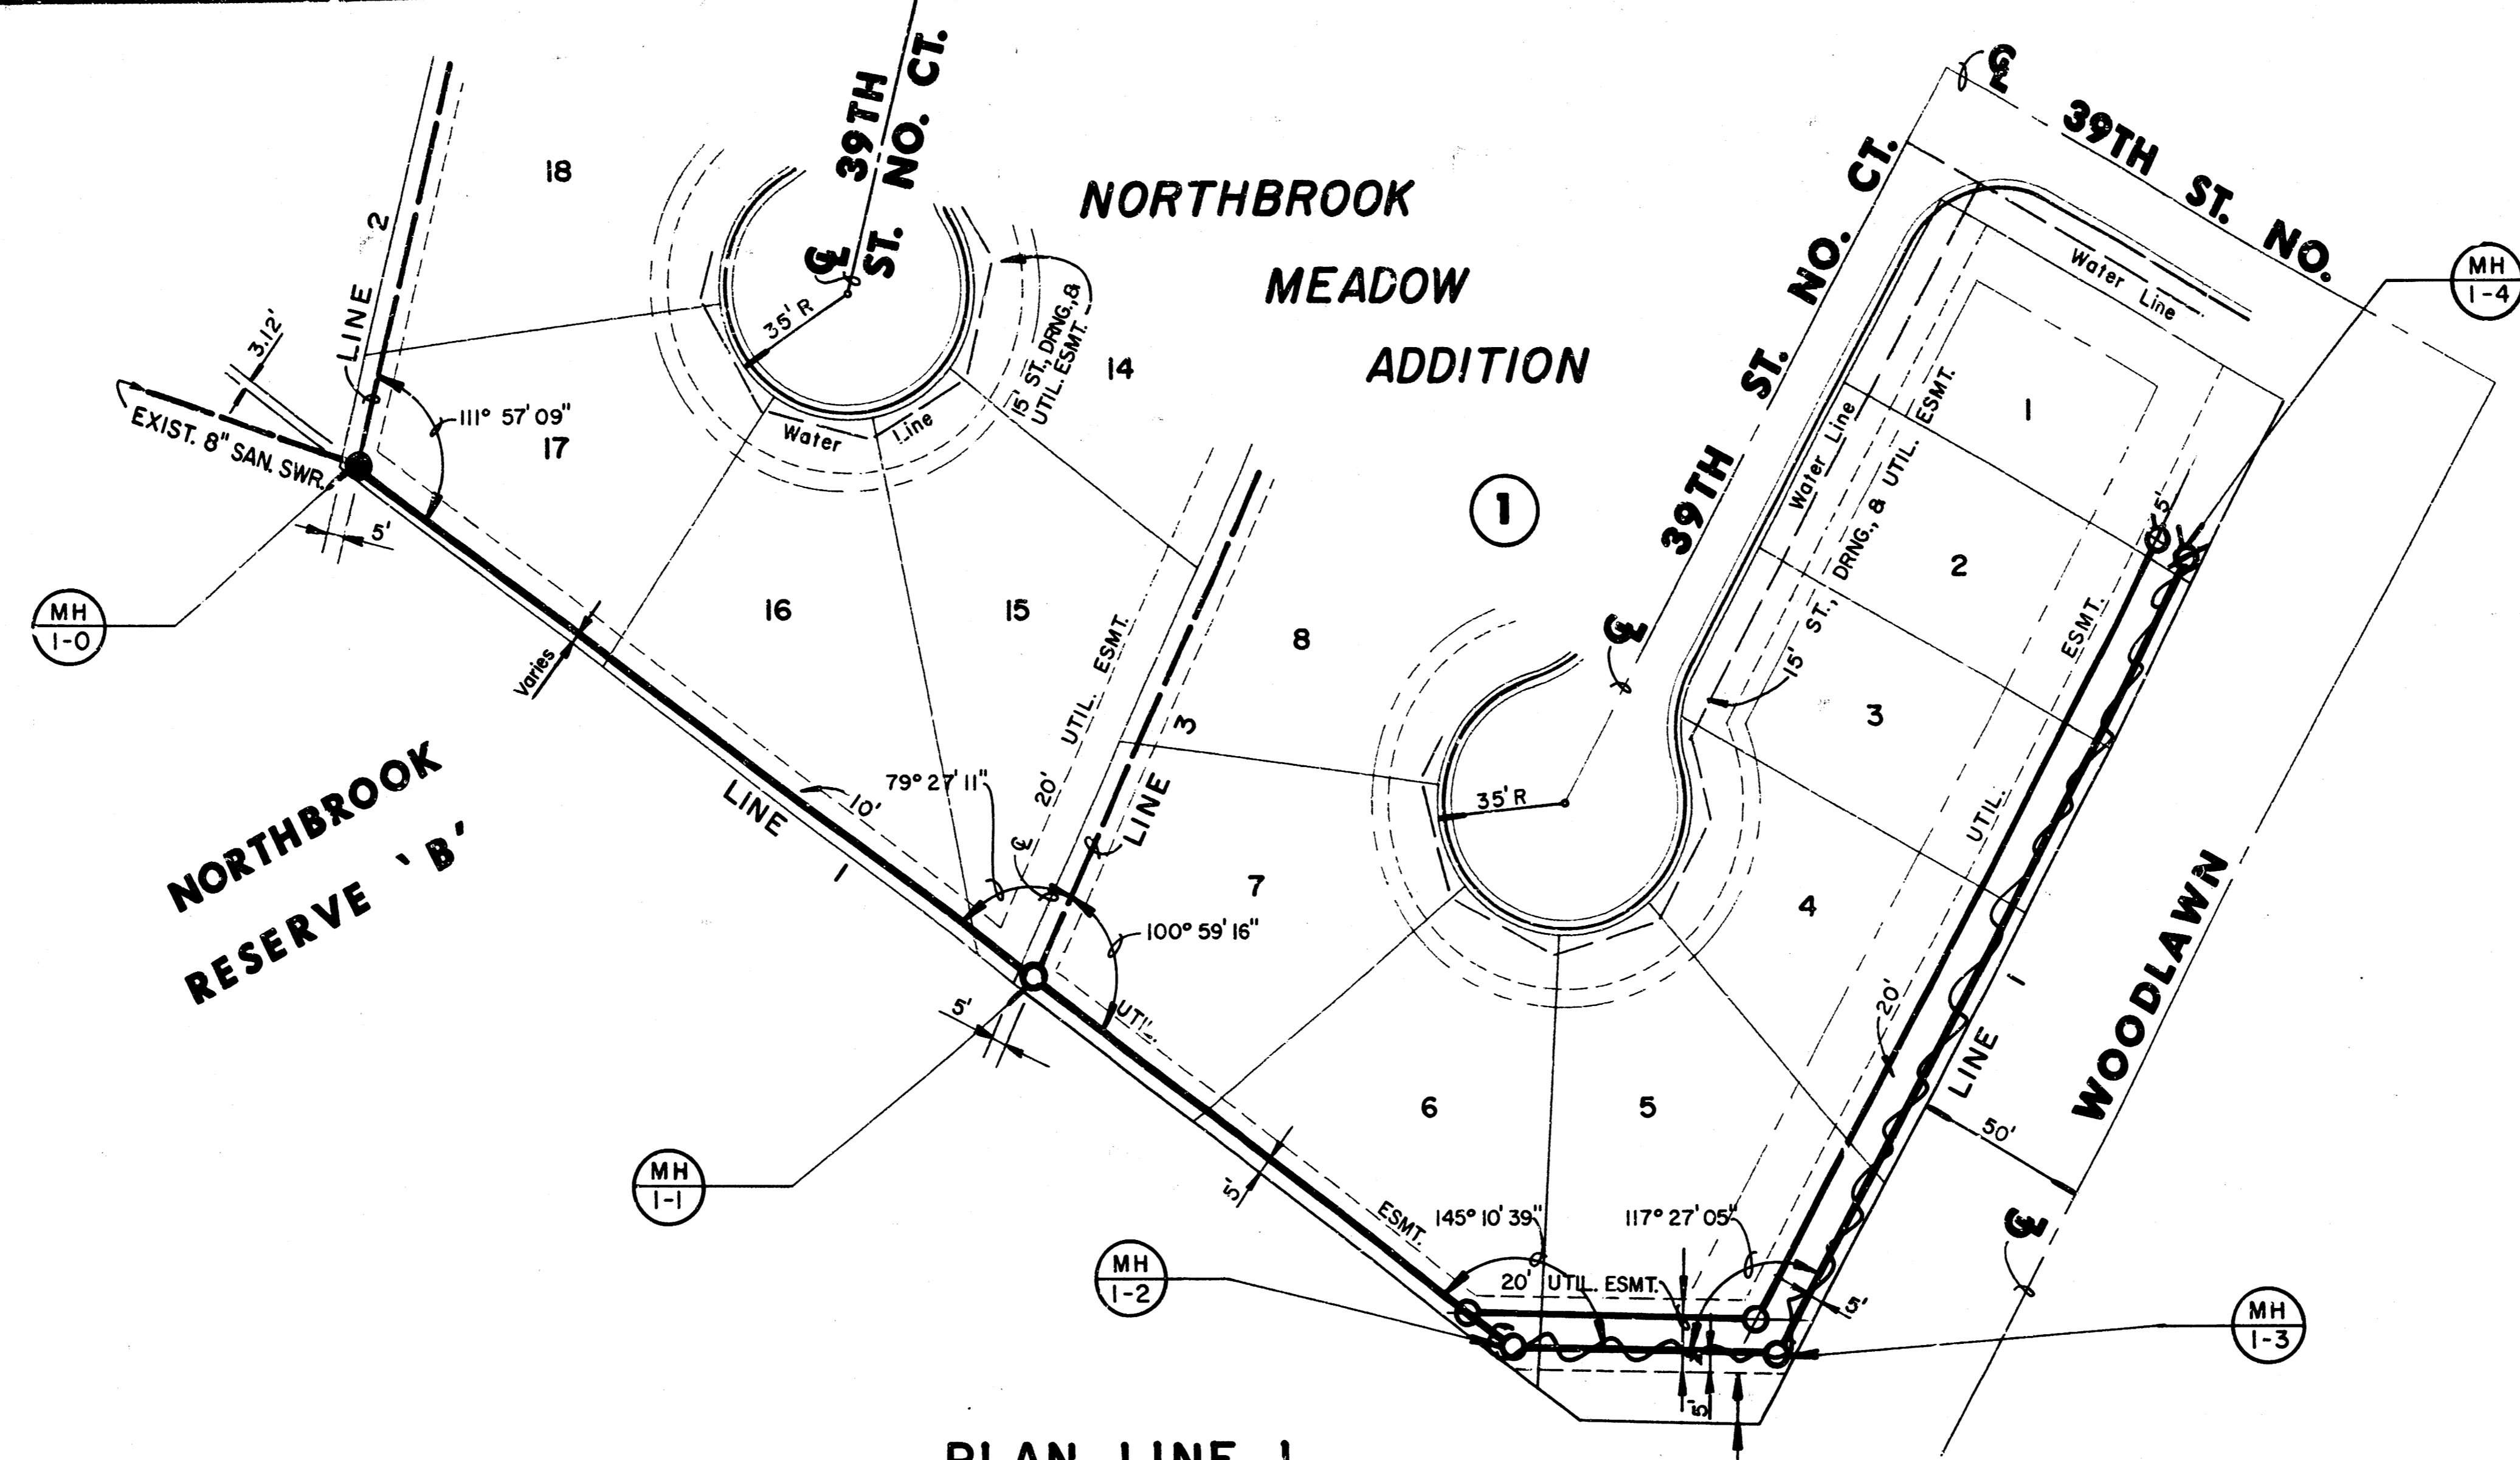 39TH ST. NO. CT.
NORTHBROOK
MEADOW
ADDITION
℄
39TH ST. NO.
39TH ST. NO. CT.
℄
MH
1-4
18
LINE 2
3.12'
EXIST. 8" SAN. SWR.
111° 57' 09"
17
5'
35' R
Water Line
15' ST., DRNG., &
UTIL. ESMT.
14
1
Water Line
1
Water Line
15' ST., DRNG., & UTIL. ESMT.
2
5'
MH
1-0
Varies
16
15
UTIL. ESMT.
20'
8
℄
3
20' UTIL. ESMT.
NORTHBROOK
RESERVE 'B'
LINE 1
10'
79° 27' 11"
℄
LINE 3
35' R
7
100° 59' 16"
4
5'
UTIL.
LINE 1
WOODLAWN
50'
℄
6
5
MH
1-1
5'
ESMT.
145° 10' 39"
117° 27' 05"
20' UTIL. ESMT.
5'
MH
1-2
MH
1-3
5'
PLAN LINE 1